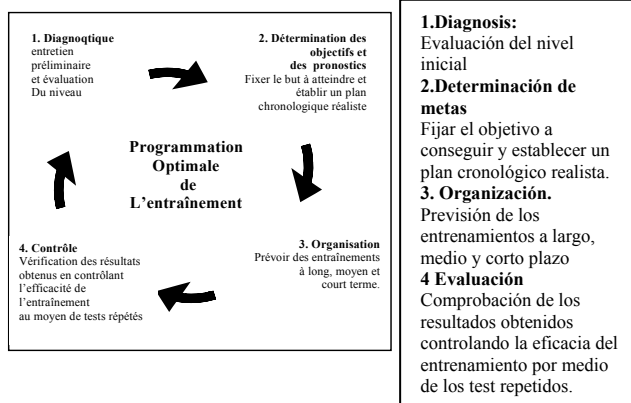 1. Diagnoqtique
entretien
préliminaire
et évaluation
Du niveau
2. Détermination des
objectifs et
des pronostics
Fixer le but à atteindre et
établir un plan
chronologique réaliste
Programmation
Optimale
de
L'entraînement
3. Organisation
Prévoir des entraînements
à long, moyen et
court terme.
4. Contrôle
Vérification des résultats
obtenus en contrôlant
l'efficacité de
l'entraînement
au moyen de tests répétés
1.Diagnosis:
Evaluación del nivel
inicial
2.Determinación de
metas
Fijar el objetivo a
conseguir y establecer un
plan cronológico realista.
3. Organización.
Previsión de los
entrenamientos a largo,
medio y corto plazo
4 Evaluación
Comprobación de los
resultados obtenidos
controlando la eficacia del
entrenamiento por medio
de los test repetidos.